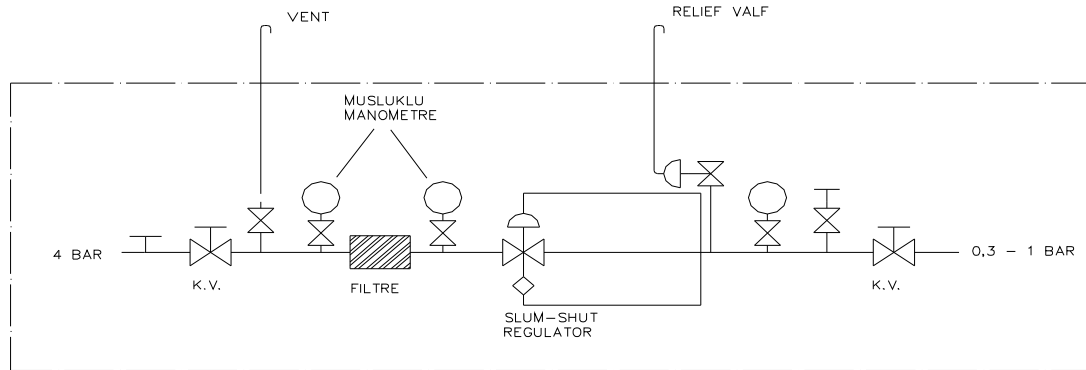 VENT
RELIEF VALF
MUSLUKLU
MANOMETRE
4 BAR
K.V.
FILTRE
SLUM-SHUT
REGULATOR
K.V.
0,3 - 1 BAR